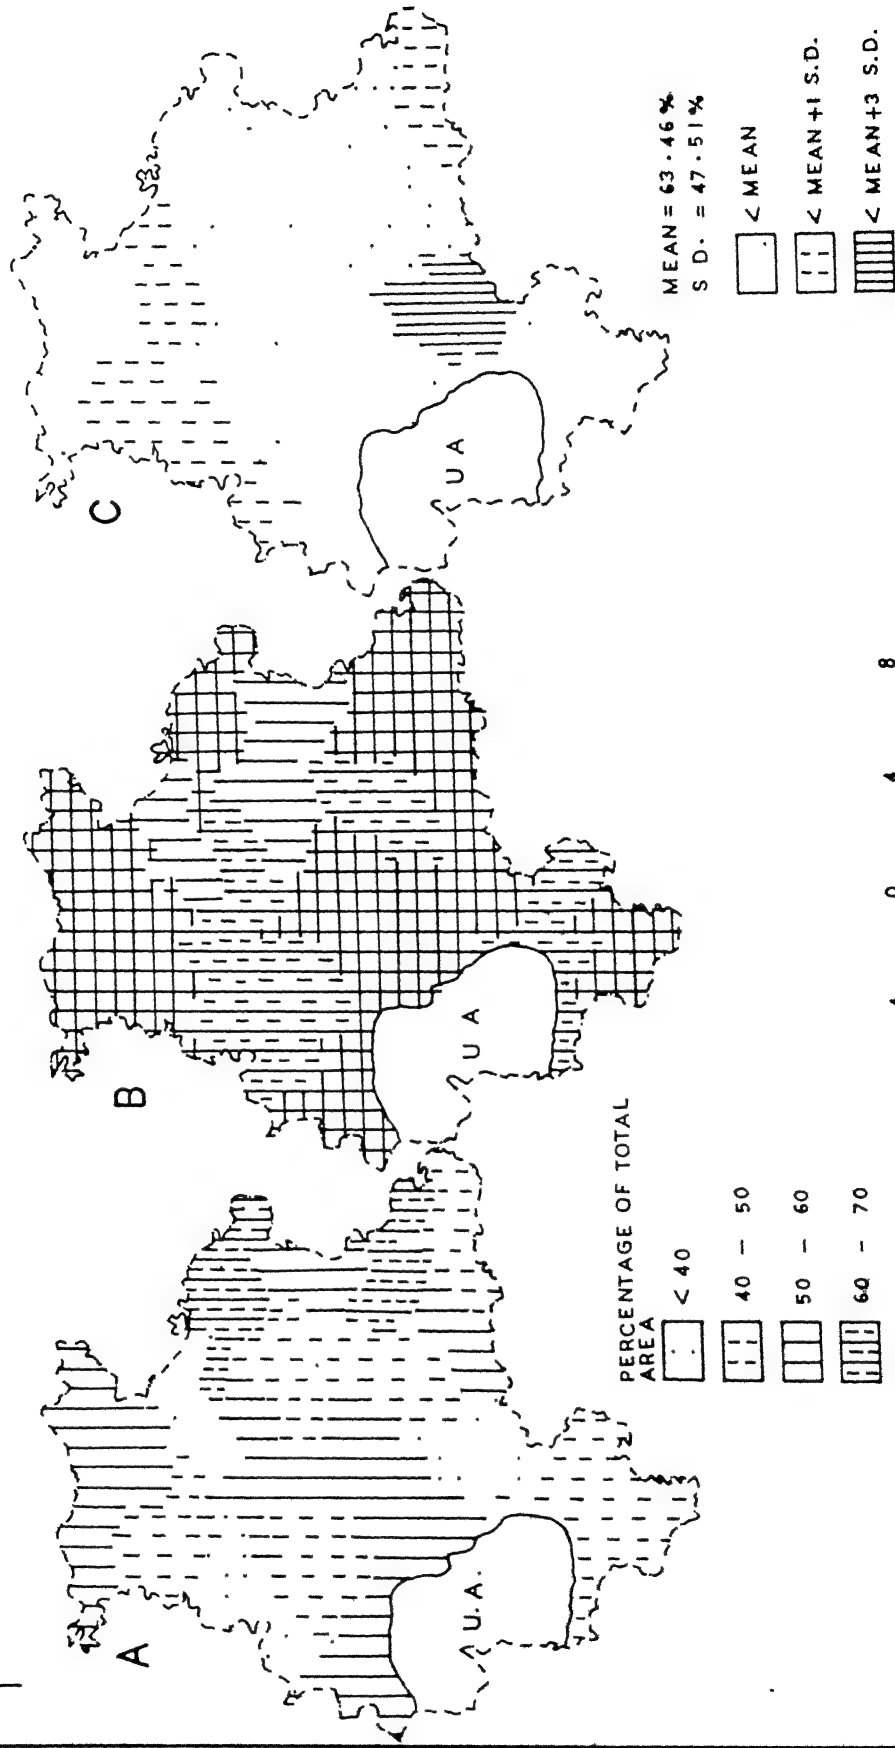 A
U.A.
PERCENTAGE OF TOTAL
AREA
< 40
40 – 50
50 – 60
60 – 70
B
U A
4
0
4
8
C
U A
MEAN = 63·46 %
S D· = 47·51 %
< MEAN
< MEAN +1 S.D.
< MEAN +3 S.D.